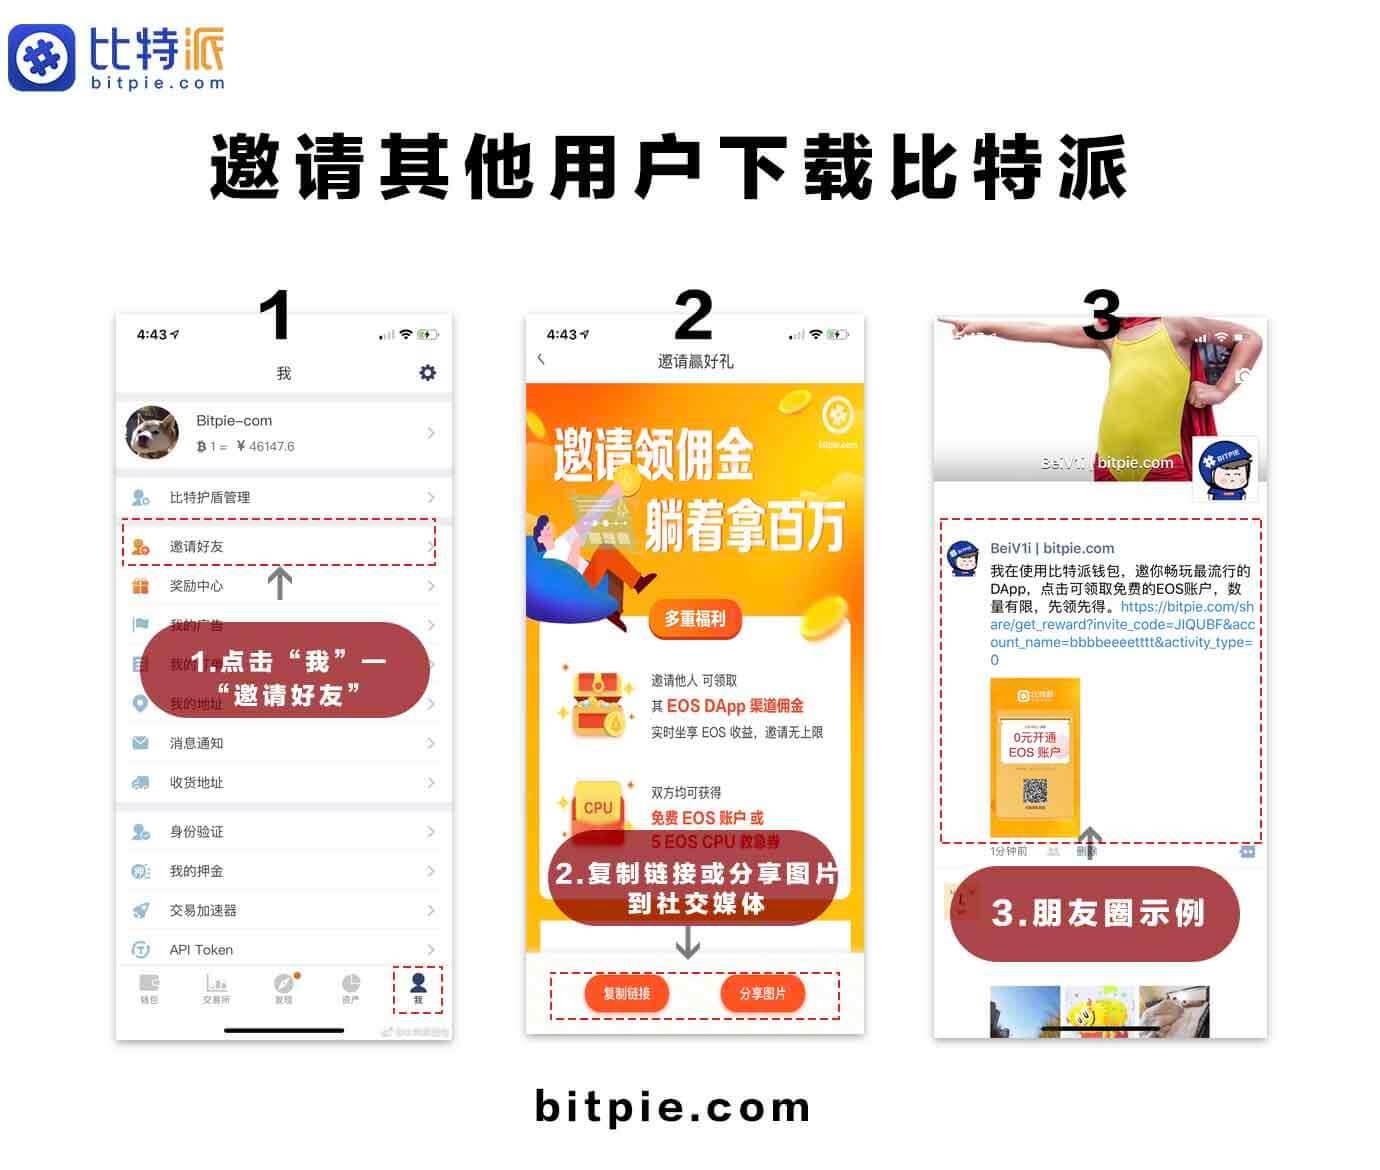 比特派
bitpie.com
邀请其他用户下载比特派
1
4:43
我
Bitpie-com
1 = ¥ 46147.6
比特护盾管理
邀请好友
奖励中心
我的广告
1.点击“我”一
“邀请好友”
我的地址
消息通知
收货地址
身份验证
我的押金
交易加速器
API Token
钱包
交易所
发现
资产
我
2
4:43
邀请赢好礼
bitpie.com
邀请领佣金
躺着拿百万
多重福利
邀请他人 可领取
其 EOS DApp 渠道佣金
实时坐享 EOS 收益，邀请无上限
CPU
双方均可获得
免费 EOS 账户 或
5 EOS CPU 救急券
2.复制链接或分享图片
到社交媒体
复制链接
分享图片
3
BeiV1i | bitpie.com
BITPIE
BeiV1i | bitpie.com
我在使用比特派钱包，邀你畅玩最流行的
DApp，点击可领取免费的EOS账户，数
量有限，先领先得。https://bitpie.com/sh
are/get_reward?invite_code=JIQUBF&acc
ount_name=bbbbeeeetttt&activity_type=
0
比特派
0元开通
EOS 账户
1分钟前
删除
3.朋友圈示例
bitpie.com